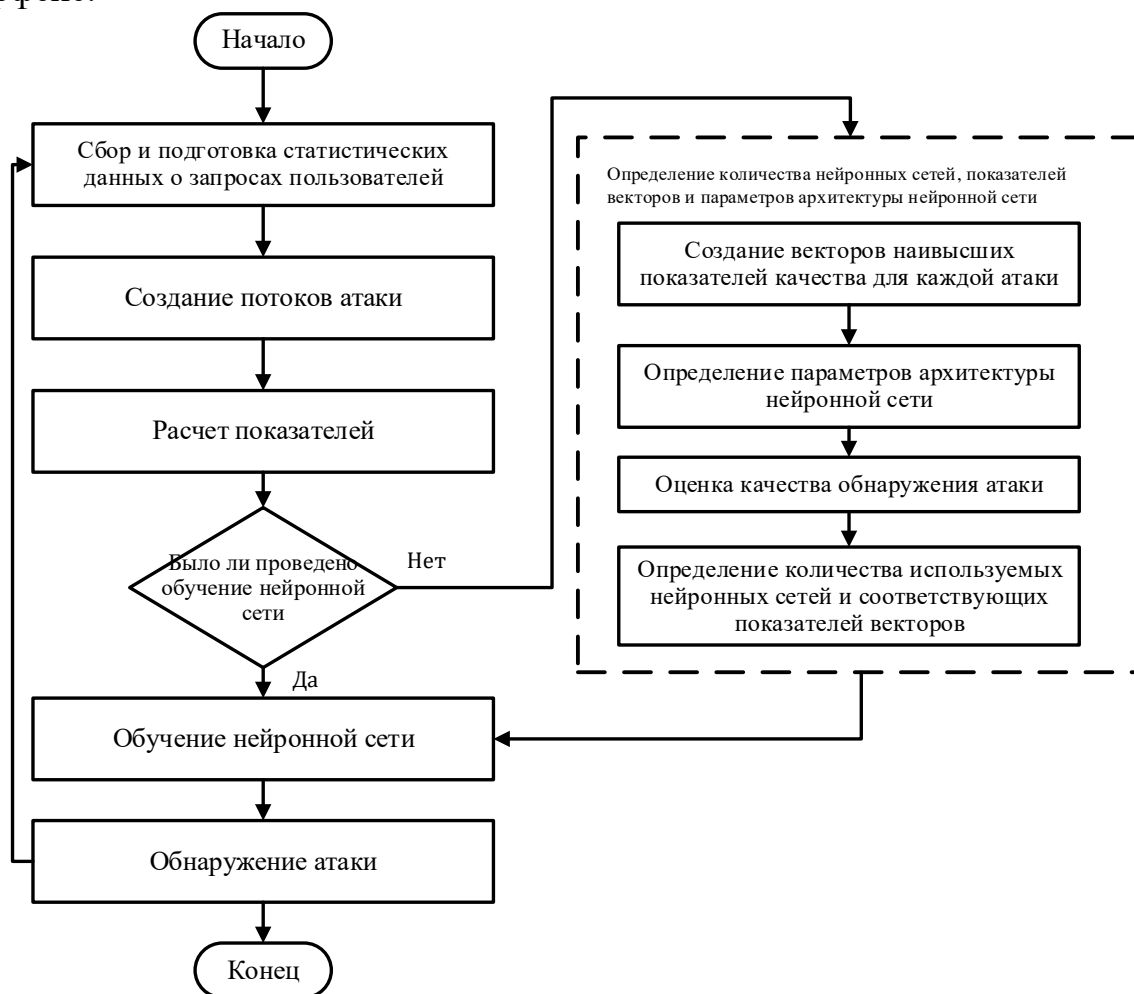 Начало
Сбор и подготовка статистических
данных о запросах пользователей
Создание потоков атаки
Расчет показателей
Было ли проведено
обучение нейронной
сети
Нет
Да
Обучение нейронной сети
Обнаружение атаки
Конец
Определение количества нейронных сетей, показателей
векторов и параметров архитектуры нейронной сети
Создание векторов наивысших
показателей качества для каждой атаки
Определение параметров архитектуры
нейронной сети
Оценка качества обнаружения атаки
Определение количества используемых
нейронных сетей и соответствующих
показателей векторов